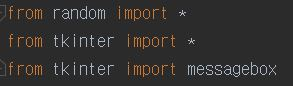 from random import *
from tkinter import *
from tkinter import messagebox